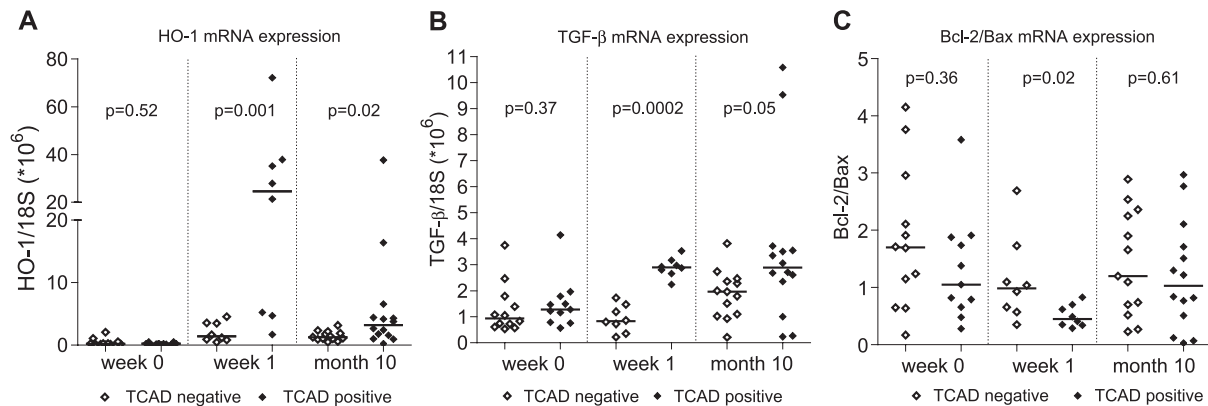 A
HO-1 mRNA expression
HO-1/18S (*10⁶)
80
60
40
20
20
10
0
p=0.52
p=0.001
p=0.02
week 0
week 1
month 10
TCAD negative
TCAD positive
B
TGF-β mRNA expression
TGF-β/18S (*10⁶)
11
10
9
8
7
6
5
4
3
2
1
0
p=0.37
p=0.0002
p=0.05
week 0
week 1
month 10
TCAD negative
TCAD positive
C
Bcl-2/Bax mRNA expression
Bcl-2/Bax
5
4
3
2
1
0
p=0.36
p=0.02
p=0.61
week 0
week 1
month 10
TCAD negative
TCAD positive